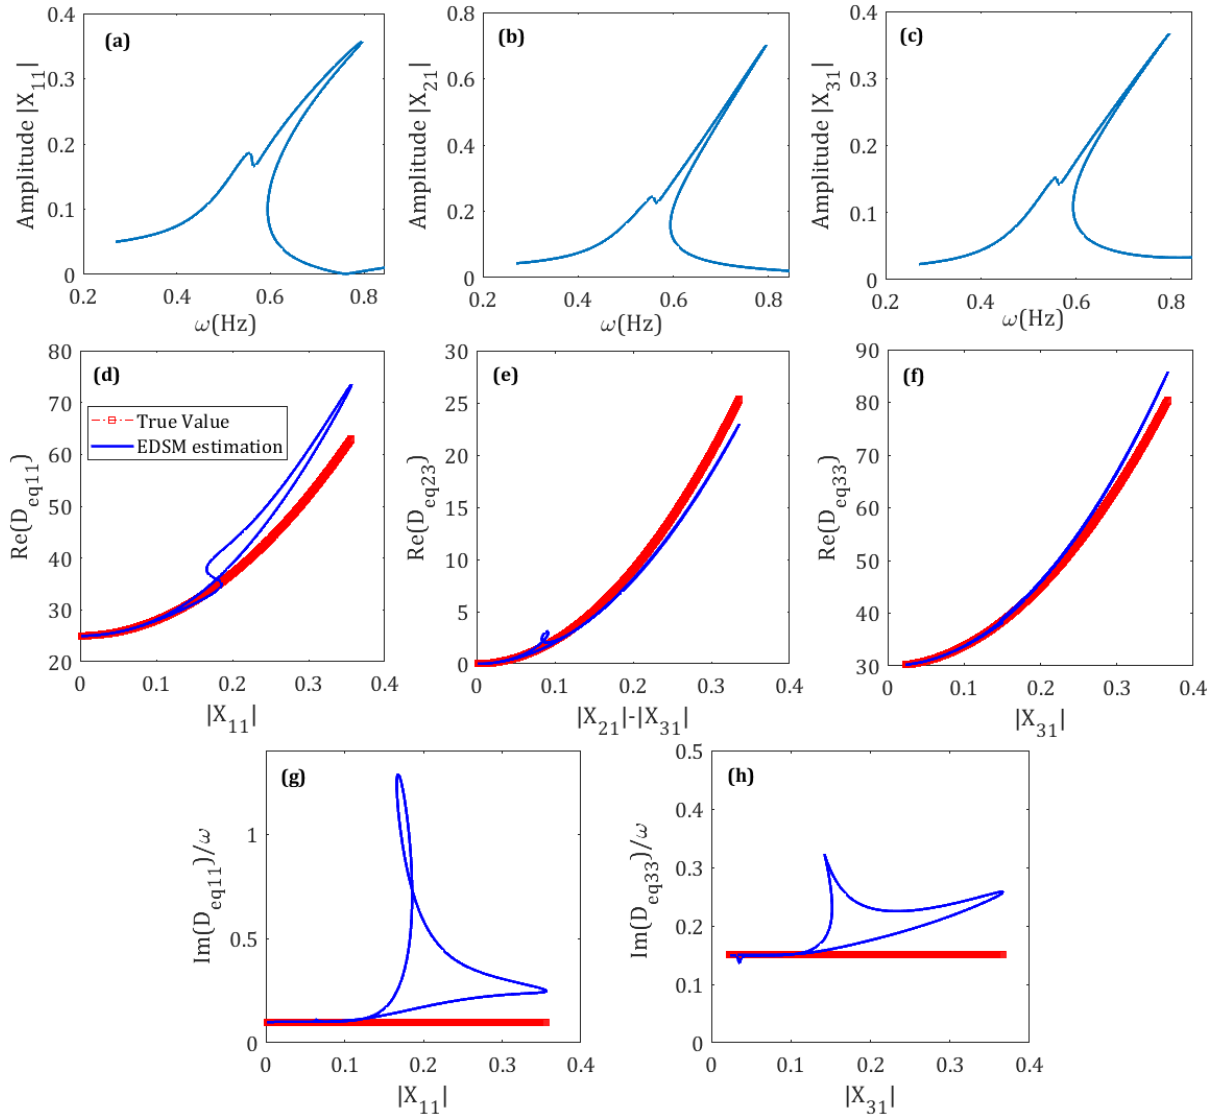 (a)
Amplitude |X11|
0.4
0.3
0.2
0.1
0
0.2 0.4 0.6 0.8
ω(Hz)
(b)
Amplitude |X21|
0.8
0.6
0.4
0.2
0
0.2 0.4 0.6 0.8
ω(Hz)
(c)
Amplitude |X31|
0.4
0.3
0.2
0.1
0
0.2 0.4 0.6 0.8
ω(Hz)
(d)
Re(Deq11)
80
70
60
50
40
30
20
True Value
EDSM estimation
0 0.1 0.2 0.3 0.4
|X11|
(e)
Re(Deq23)
30
25
20
15
10
5
0
0 0.1 0.2 0.3 0.4
|X21|-|X31|
(f)
Re(Deq33)
90
80
70
60
50
40
30
0 0.1 0.2 0.3 0.4
|X31|
(g)
Im(Deq11)/ω
1
0.5
0
0 0.1 0.2 0.3 0.4
|X11|
(h)
Im(Deq33)/ω
0.5
0.4
0.3
0.2
0.1
0
0 0.1 0.2 0.3 0.4
|X31|